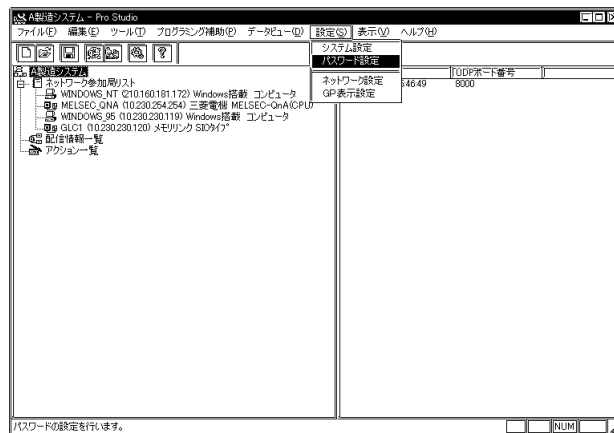 A製造システム - Pro Studio
ファイル(F) 編集(E) ツール(T) プログラミング補助(P) データビュー(D) 設定(S) 表示(V) ヘルプ(H)
システム設定
パスワード設定
ネットワーク設定
GP表示設定
A製造システム
ネットワーク参加局リスト
WINDOWS_NT (210.160.181.172) Windows搭載 コンピュータ
MELSEC_QNA (10.230.254.254) 三菱電機 MELSEC-QnA(CPU)
WINDOWS_95 (10.230.230.119) Windows搭載 コンピュータ
GLC1 (10.230.230.120) メモリリンク SIOタイプ
配信情報一覧
アクション一覧
UDPポート番号
5:46:49 8000
パスワードの設定を行います。
NUM